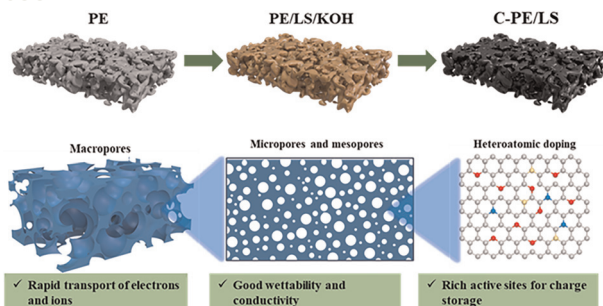 PE
PE/LS/KOH
C-PE/LS
Macropores
Micropores and mesopores
Heteroatomic doping
✓ Rapid transport of electrons
and ions
✓ Good wettability and
conductivity
✓ Rich active sites for charge
storage